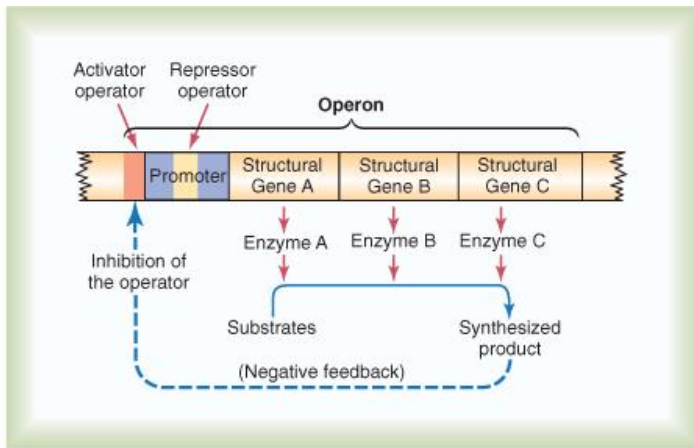 Activator
operator
Repressor
operator
Operon
Promoter
Structural
Gene A
Structural
Gene B
Structural
Gene C
Enzyme A
Enzyme B
Enzyme C
Inhibition of
the operator
Substrates
Synthesized
product
(Negative feedback)